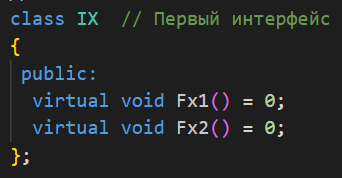 class IX  // Первый интерфейс
{
 public:
  virtual void Fx1() = 0;
  virtual void Fx2() = 0;
};